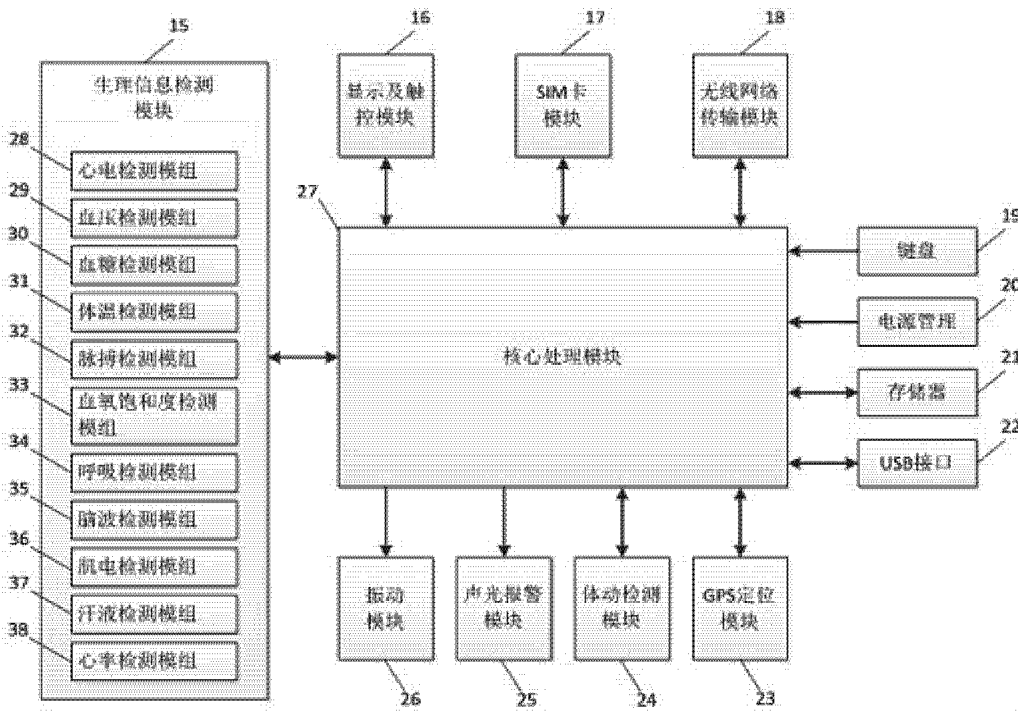 15
生理信息检测
模块
28
心电检测模组
29
血压检测模组
30
血糖检测模组
31
体温检测模组
32
脉搏检测模组
33
血氧饱和度检测
模组
34
呼吸检测模组
35
脑波检测模组
36
肌电检测模组
37
汗液检测模组
38
心率检测模组
16
显示及触
控模块
17
SIM卡
模块
18
无线网络
传输模块
27
核心处理模块
19
键盘
20
电源管理
21
存储器
22
USB接口
振动
模块
26
声光报警
模块
25
体动检测
模块
24
GPS定位
模块
23